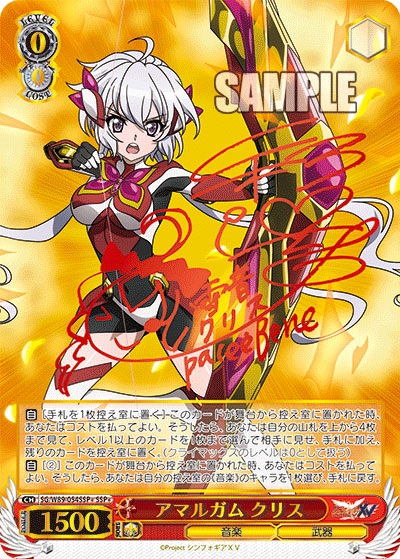 LEVEL
0
0
COST
SAMPLE
雪音
クリス
pace Bene
自 [手札を1枚控え室に置く] このカードが舞台から控え室に置かれた時、
あなたはコストを払ってよい。そうしたら、あなたは自分の山札を上から4枚
まで見て、レベル1以上のカードを1枚まで選んで相手に見せ、手札に加え、
残りのカードを控え室に置く。(クライマックスのレベルは0として扱う)
自 [②] このカードが舞台から控え室に置かれた時、あなたはコストを
払ってよい。そうしたら、あなたは自分の控え室の《音楽》のキャラを1枚選び、手札に戻す。
CH SG/W89-054SSP+ SSP+
1500
アマルガム クリス
音楽
武器
XV
©Project シンフォギアXV